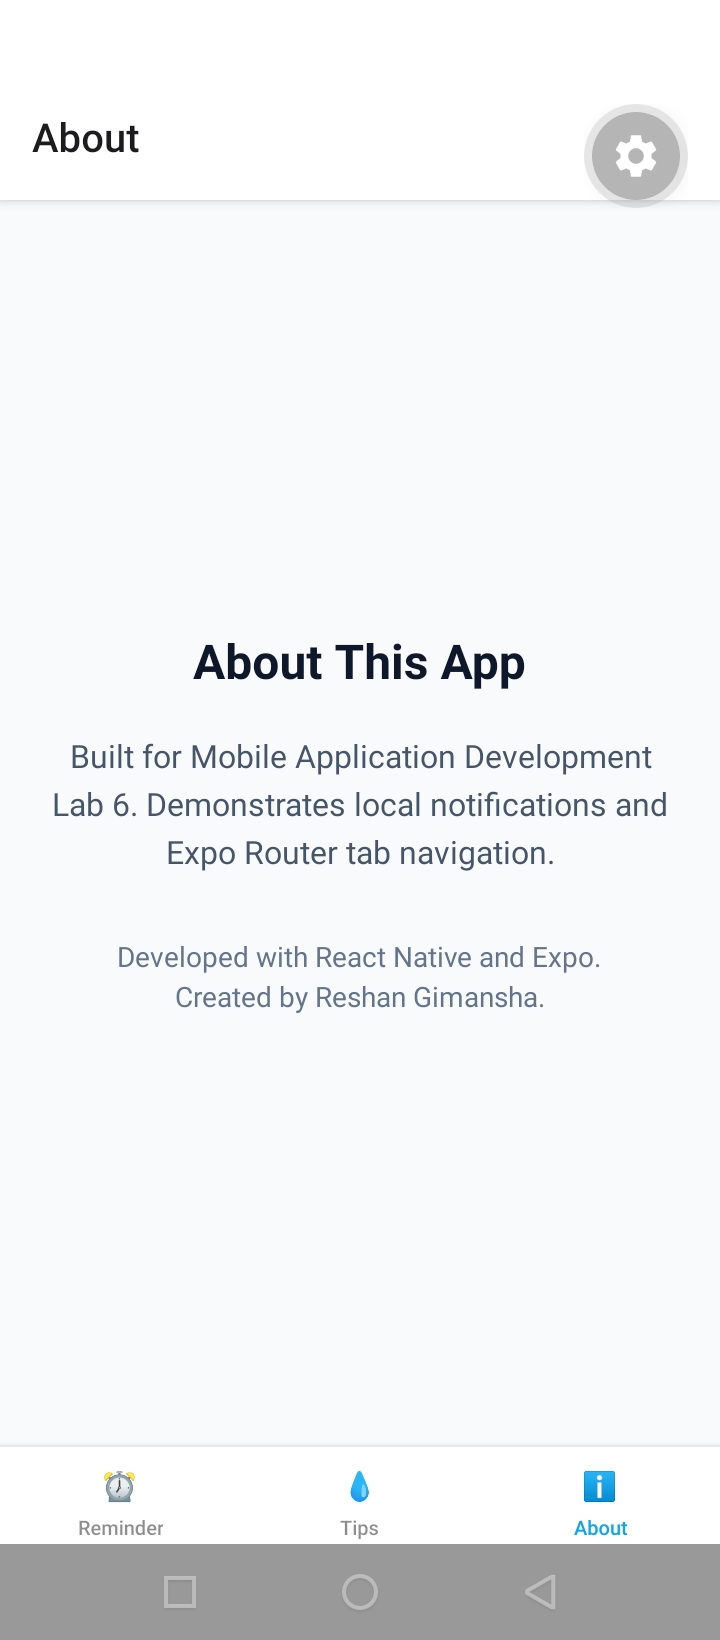 About
About This App
Built for Mobile Application Development
Lab 6. Demonstrates local notifications and
Expo Router tab navigation.
Developed with React Native and Expo.
Created by Reshan Gimansha.
Reminder
Tips
About